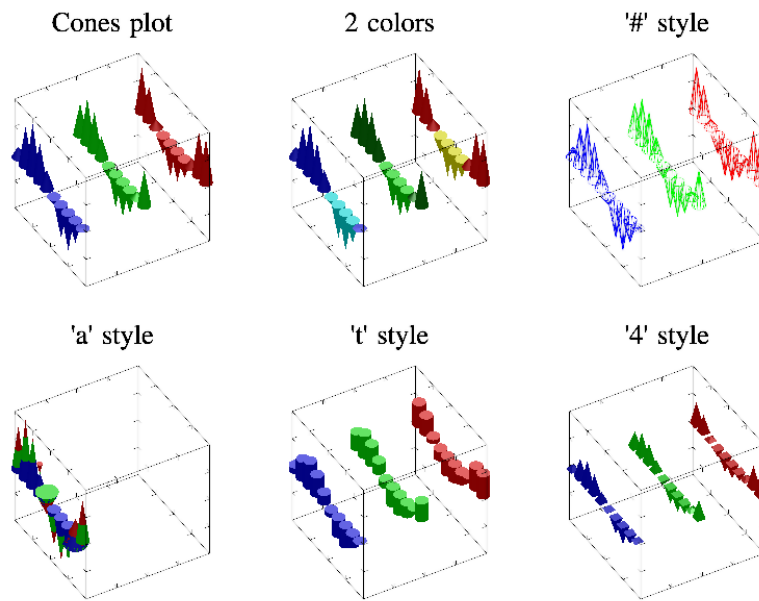 Cones plot
2 colors
'#' style
'a' style
't' style
'4' style